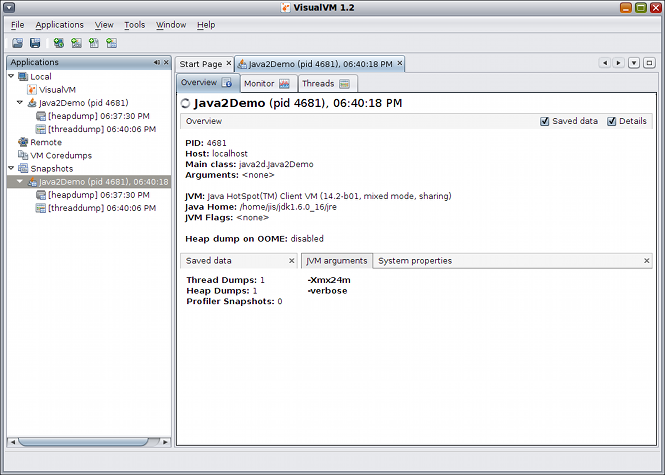 VisualVM 1.2
File Applications View Tools Window Help
Applications
Local
VisualVM
Java2Demo (pid 4681)
[heapdump] 06:37:30 PM
[threaddump] 06:40:06 PM
Remote
VM Coredumps
Snapshots
Java2Demo (pid 4681), 06:40:18
[heapdump] 06:37:30 PM
[threaddump] 06:40:06 PM
Start Page Java2Demo (pid 4681), 06:40:18 PM
Overview Monitor Threads
Java2Demo (pid 4681), 06:40:18 PM
Overview Saved data Details
PID: 4681
Host: localhost
Main class: java2d.Java2Demo
Arguments: <none>
JVM: Java HotSpot(TM) Client VM (14.2-b01, mixed mode, sharing)
Java Home: /home/jis/jdk1.6.0_16/jre
JVM Flags: <none>
Heap dump on OOME: disabled
Saved data JVM arguments System properties
Thread Dumps: 1 -Xmx24m
Heap Dumps: 1 -verbose
Profiler Snapshots: 0